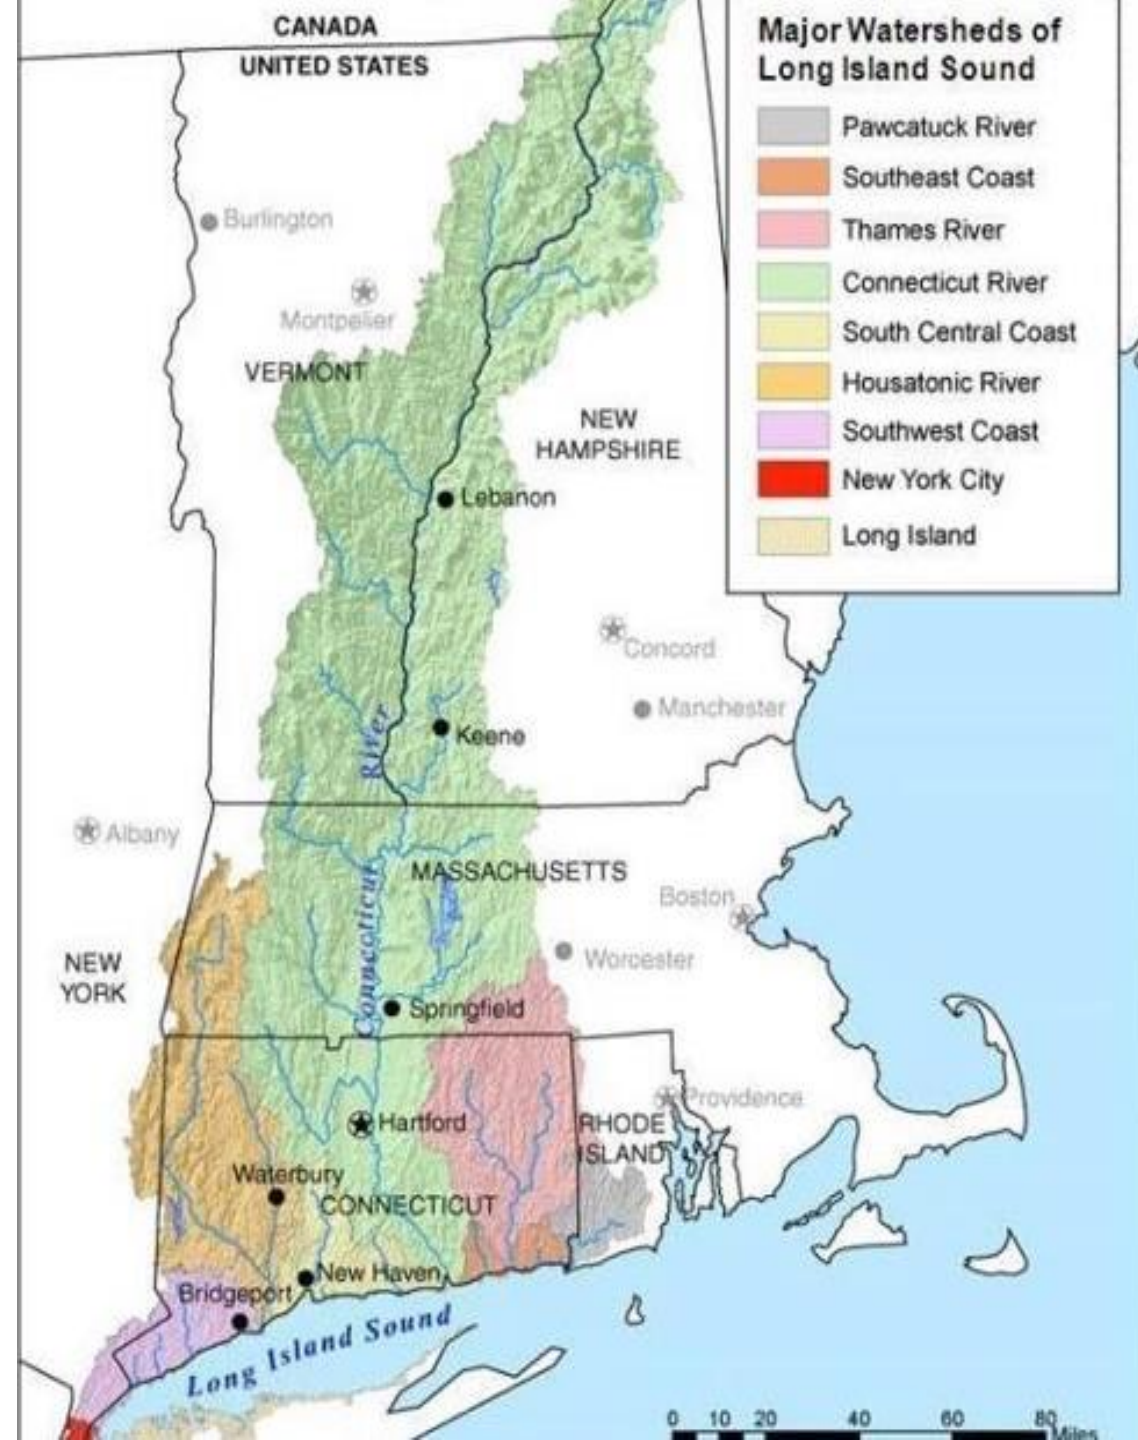 CANADA
UNITED STATES
Major Watersheds of
Long Island Sound
Pawcatuck River
Southeast Coast
Thames River
Connecticut River
South Central Coast
Housatonic River
Southwest Coast
New York City
Long Island
Burlington
Montpelier
VERMONT
NEW
HAMPSHIRE
Lebanon
Concord
Manchester
River
Keene
Albany
MASSACHUSETTS
Connecticut
Boston
Worcester
NEW
YORK
Springfield
Providence
Hartford
RHODE
ISLAND
Waterbury
CONNECTICUT
New Haven
Bridgeport
Long Island Sound
0 10 20 40 60 80
Miles